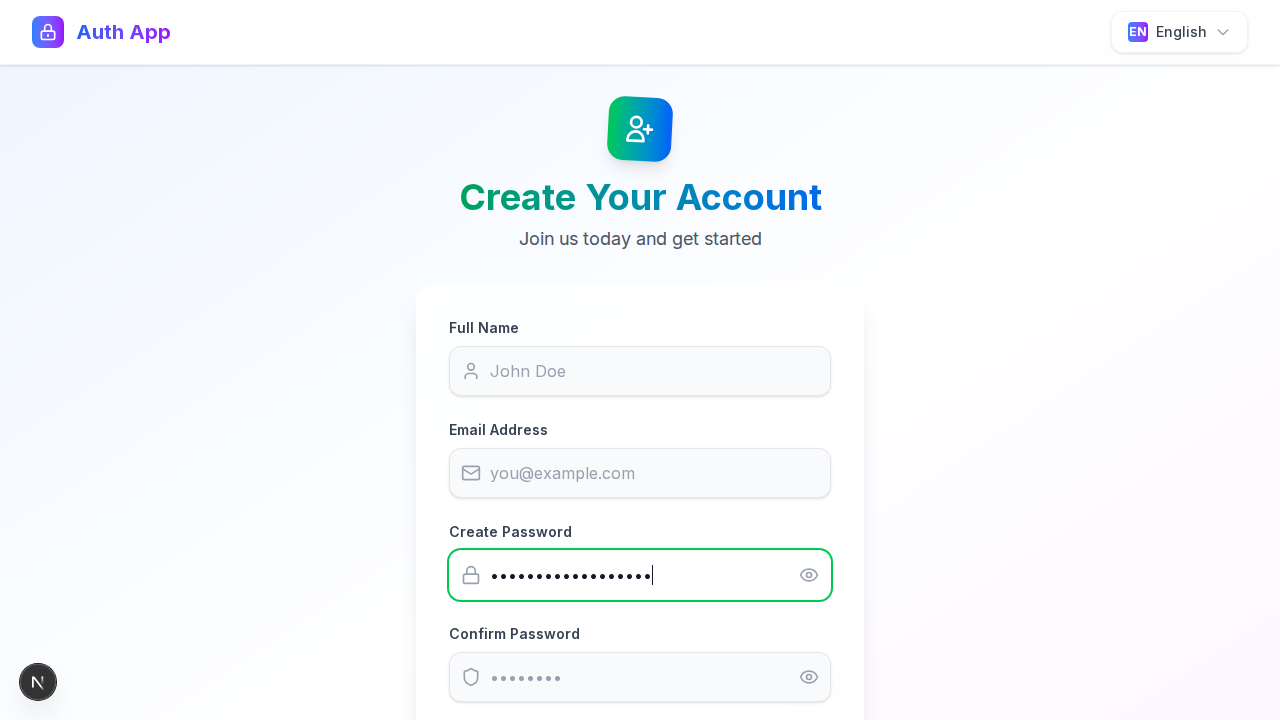 Auth App
EN English
Create Your Account
Join us today and get started
Full Name
John Doe
Email Address
you@example.com
Create Password
••••••••••••••••••
Confirm Password
••••••••
N